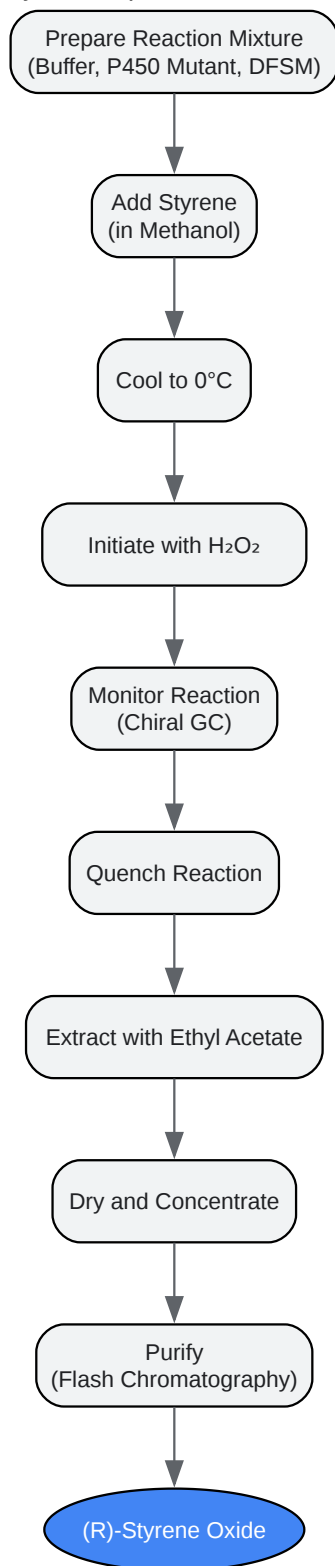 Prepare Reaction Mixture
(Buffer, P450 Mutant, DFSM)
Add Styrene
(in Methanol)
Cool to 0°C
Initiate with H₂O₂
Monitor Reaction
(Chiral GC)
Quench Reaction
Extract with Ethyl Acetate
Dry and Concentrate
Purify
(Flash Chromatography)
(R)-Styrene Oxide